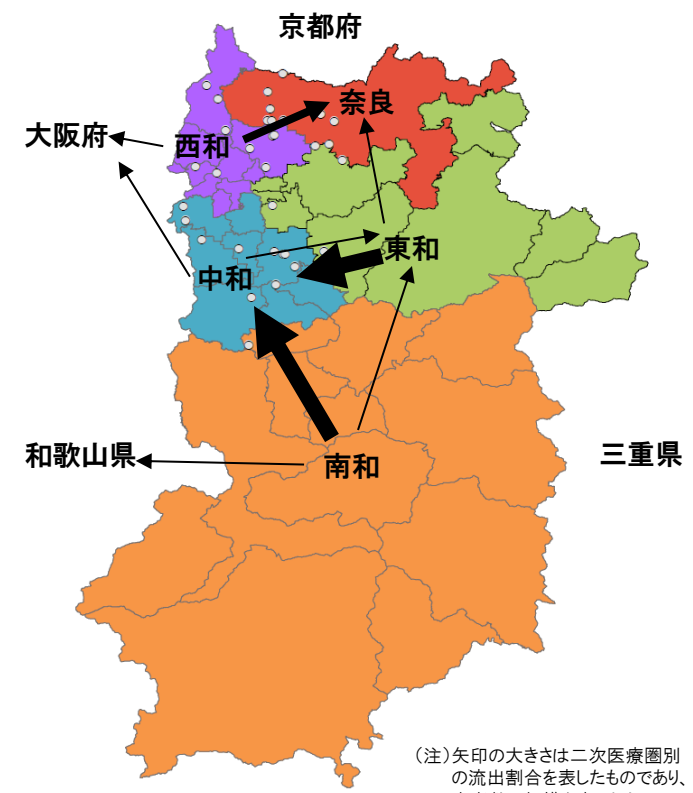 京都府
奈良
大阪府
西和
東和
中和
和歌山県
三重県
南和
(注)矢印の大きさは二次医療圏別
の流出割合を表したものであり、